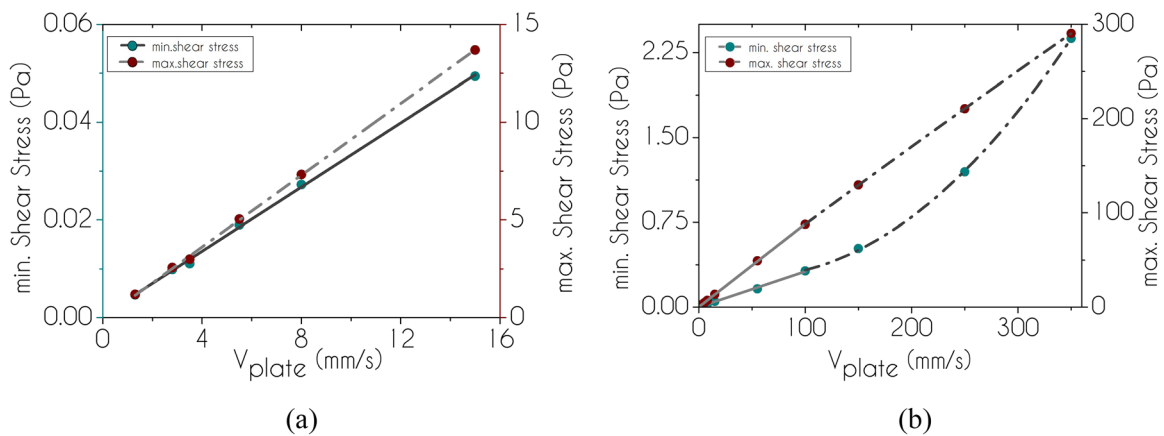 0.06
0.04
0.02
0.00
min. Shear Stress (Pa)
min.shear stress
max.shear stress
15
10
5
0
max. Shear Stress (Pa)
0 4 8 12 16
Vplate (mm/s)
(a)
2.25
1.50
0.75
0.00
min. Shear Stress (Pa)
min. shear stress
max. shear stress
300
200
100
0
max. Shear Stress (Pa)
0 100 200 300
Vplate (mm/s)
(b)